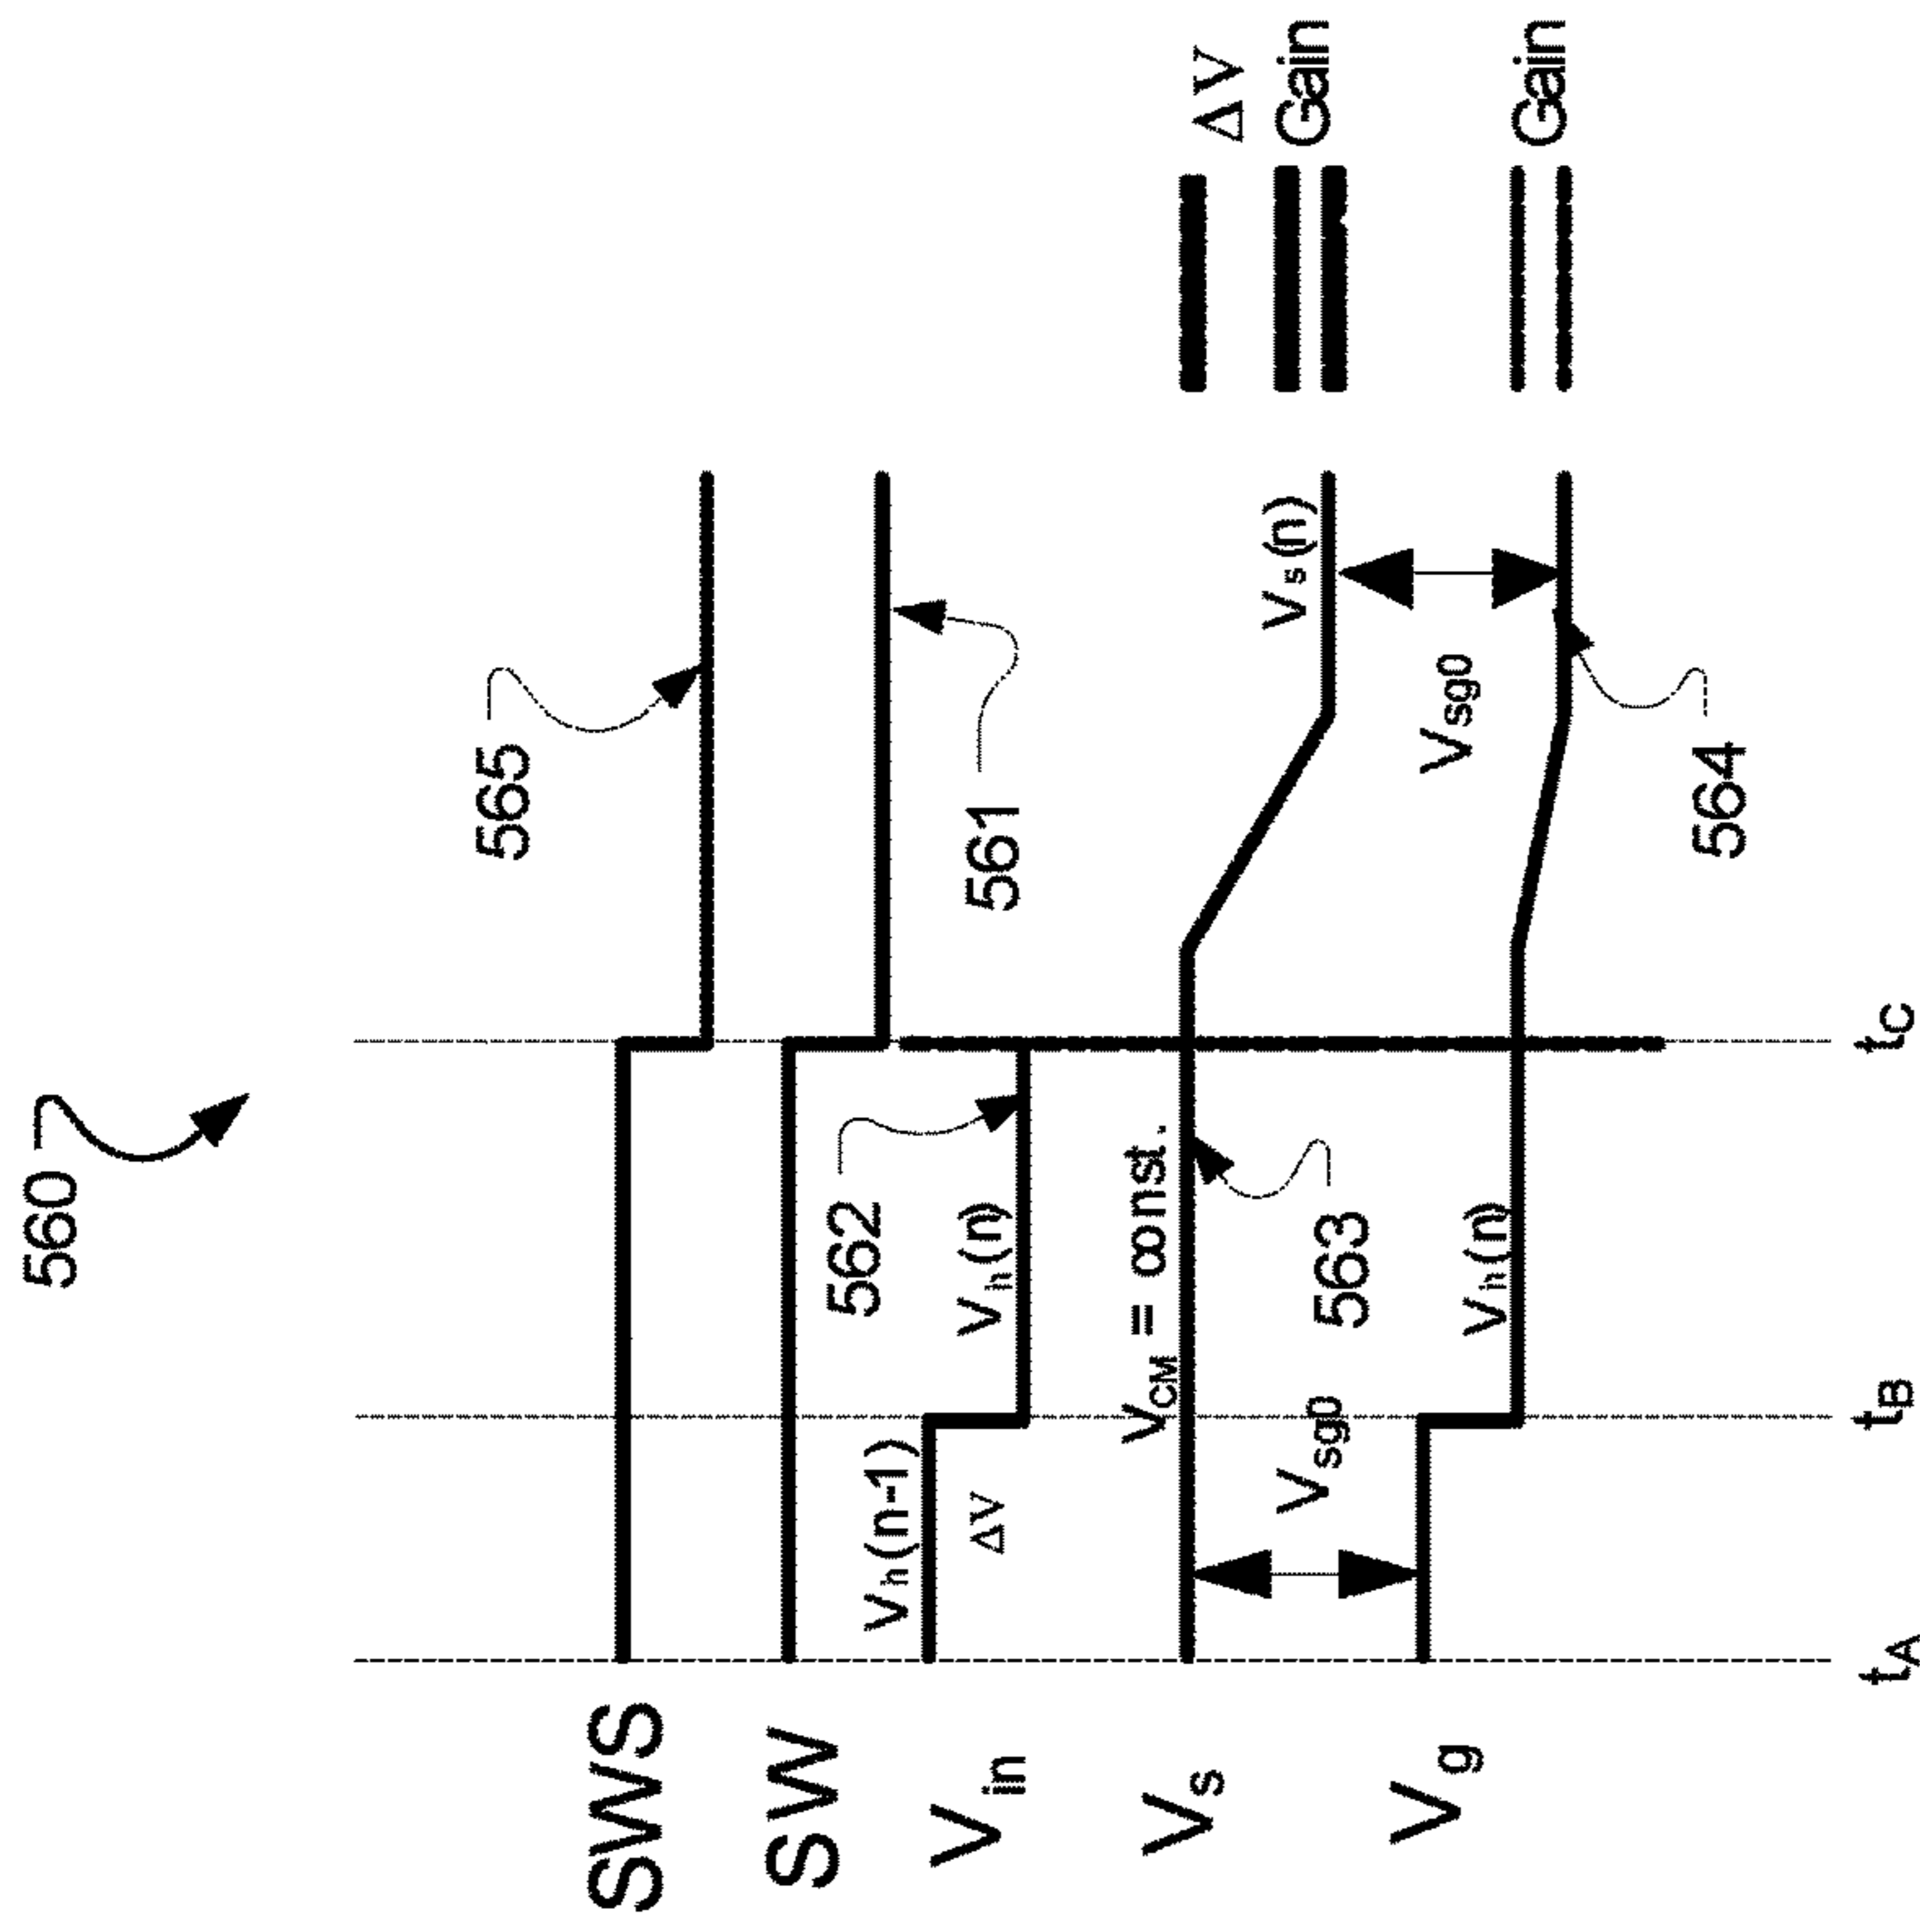 560
SWS
565
SW
561
Vin
Vh(n-1)
ΔV
562
Vh(n)
Vs
VCM = const.
563
Vs(n)
ΔV
Gain
Vsg0
Vsg0
Vg
Vh(n)
564
Gain
tA
tB
tC